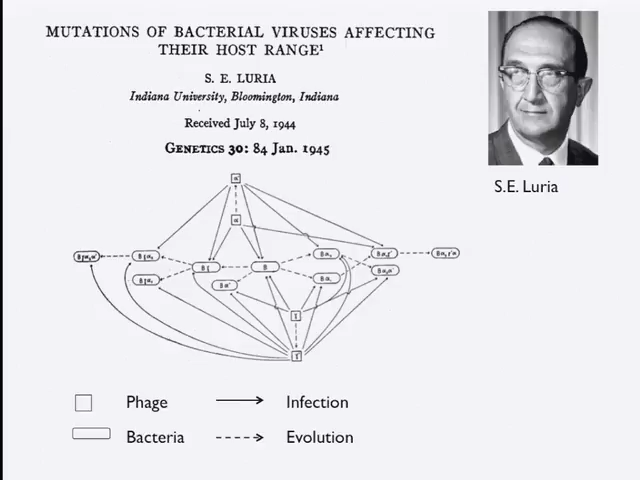 MUTATIONS OF BACTERIAL VIRUSES AFFECTING
THEIR HOST RANGE¹
S. E. LURIA
Indiana University, Bloomington, Indiana
Received July 8, 1944
GENETICS 30: 84 Jan. 1945
S.E. Luria
Phage
Infection
Bacteria
Evolution